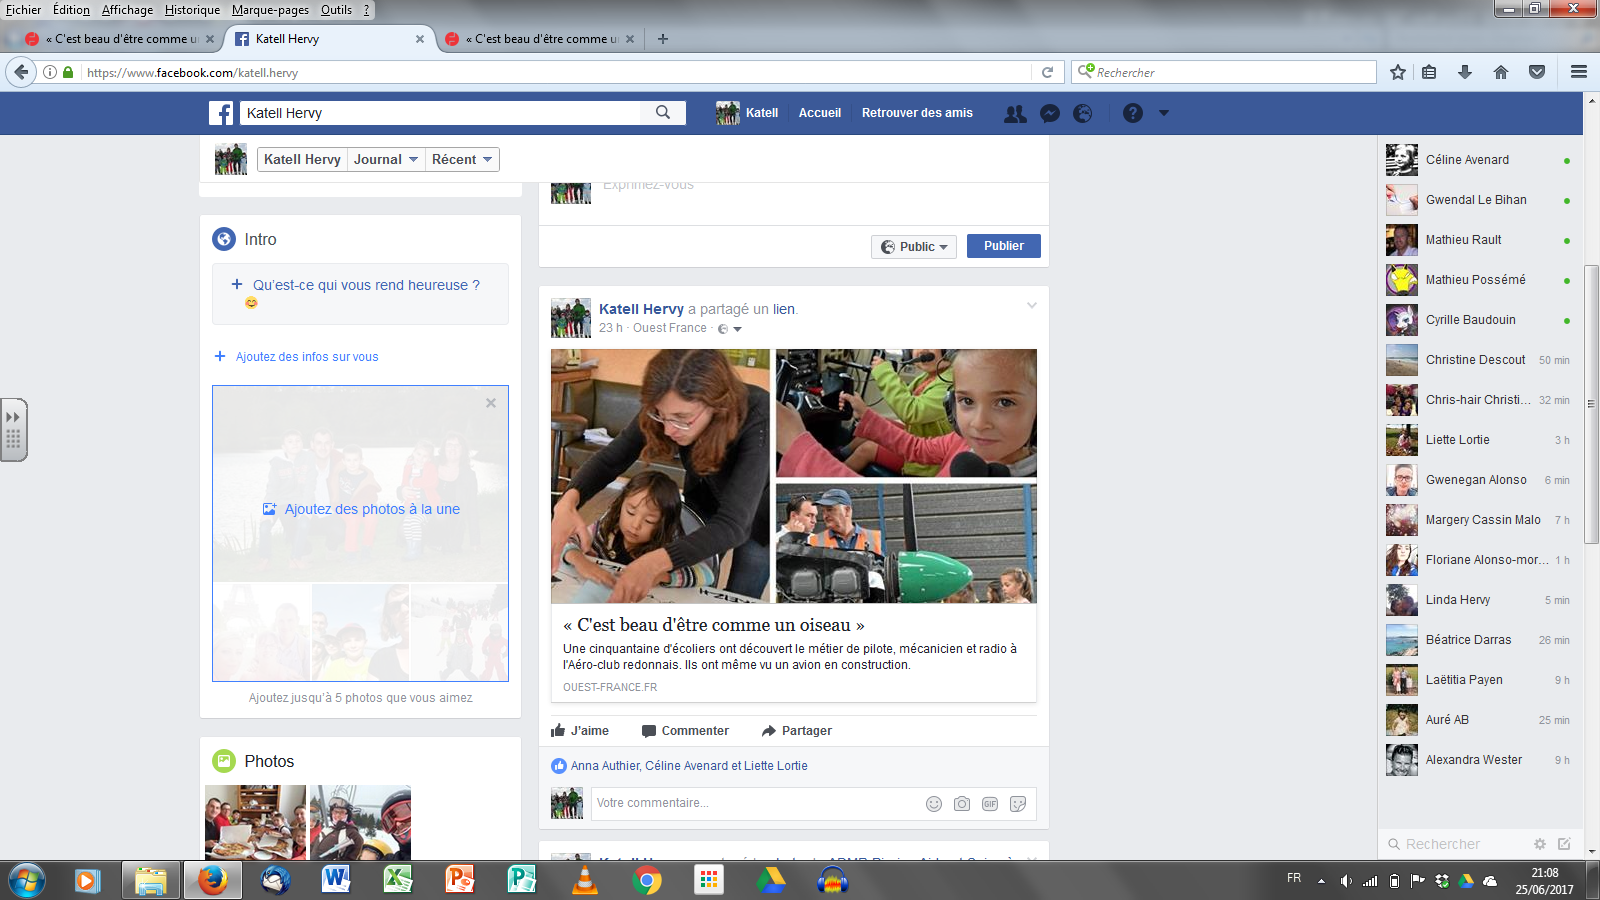 Fichier Édition Affichage Historique Marque-pages Outils ?
« C'est beau d'être comme u
Katell Hervy
« C'est beau d'être comme u
https://www.facebook.com/katell.hervy
Rechercher
Katell Hervy
Katell Accueil Retrouver des amis
Katell Hervy Journal Récent
Exprimez-vous
Public Publier
Intro
+ Qu'est-ce qui vous rend heureuse ?
+ Ajoutez des infos sur vous
Ajoutez des photos à la une
Ajoutez jusqu'à 5 photos que vous aimez
Photos
Katell Hervy a partagé un lien.
23 h · Ouest France ·
« C'est beau d'être comme un oiseau »
Une cinquantaine d'écoliers ont découvert le métier de pilote, mécanicien et radio à
l'Aéro-club redonnais. Ils ont même vu un avion en construction.
OUEST-FRANCE.FR
J'aime Commenter Partager
Anna Authier, Céline Avenard et Liette Lortie
Votre commentaire...
GIF
Céline Avenard
Gwendal Le Bihan
Mathieu Rault
Mathieu Possémé
Cyrille Baudouin
Christine Descout 50 min
Chris-hair Christi... 32 min
Liette Lortie 3 h
Gwenegan Alonso 6 min
Margery Cassin Malo 7 h
Floriane Alonso-mor... 1 h
Linda Hervy 5 min
Béatrice Darras 26 min
Laëtitia Payen 9 h
Auré AB 25 min
Alexandra Wester 9 h
Rechercher
FR
21:08
25/06/2017